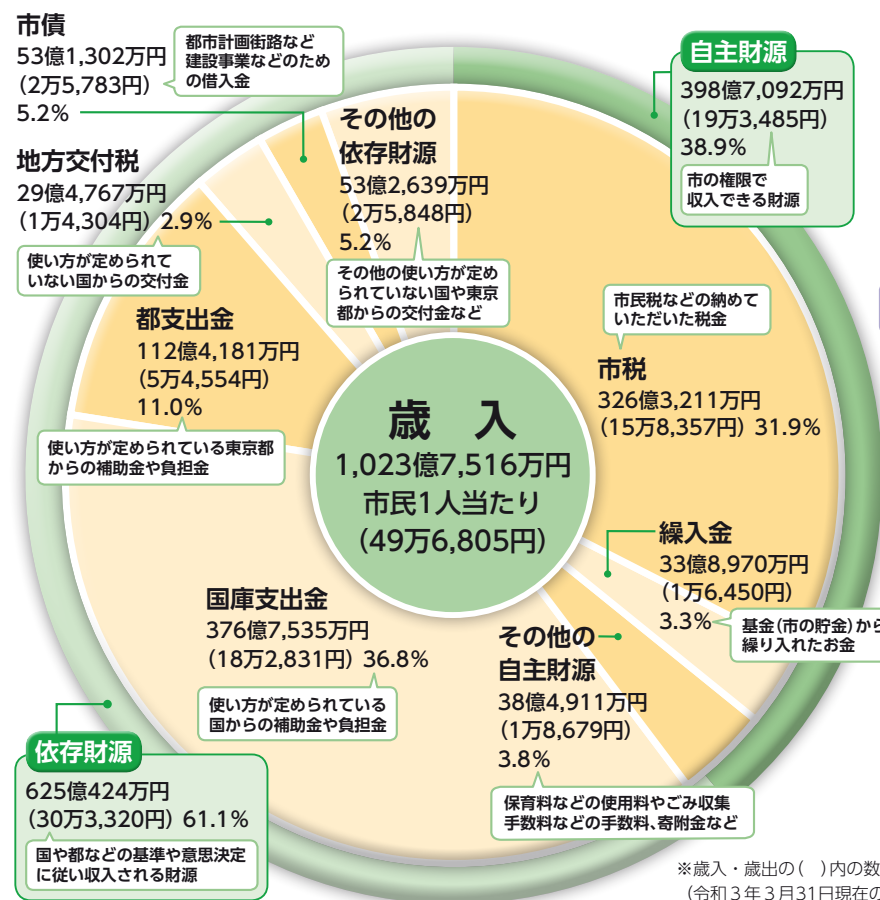 市債
53億1,302万円
(2万5,783円)
5.2%
都市計画街路など
建設事業などのため
の借入金
地方交付税
29億4,767万円
(1万4,304円) 2.9%
使い方が定められて
いない国からの交付金
その他の
依存財源
53億2,639万円
(2万5,848円)
5.2%
その他の使い方が定め
られていない国や東京
都からの交付金など
自主財源
398億7,092万円
(19万3,485円)
38.9%
市の権限で
収入できる財源
都支出金
112億4,181万円
(5万4,554円)
11.0%
使い方が定められている東京都
からの補助金や負担金
市民税などの納めて
いただいた税金
市税
326億3,211万円
(15万8,357円) 31.9%
歳 入
1,023億7,516万円
市民1人当たり
(49万6,805円)
繰入金
33億8,970万円
(1万6,450円)
3.3%
基金(市の貯金)から
繰り入れたお金
国庫支出金
376億7,535万円
(18万2,831円) 36.8%
使い方が定められている
国からの補助金や負担金
その他の
自主財源
38億4,911万円
(1万8,679円)
3.8%
保育料などの使用料やごみ収集
手数料などの手数料、寄附金など
依存財源
625億424万円
(30万3,320円) 61.1%
国や都などの基準や意思決定
に従い収入される財源
※歳入・歳出の( )内の数
(令和3年3月31日現在の